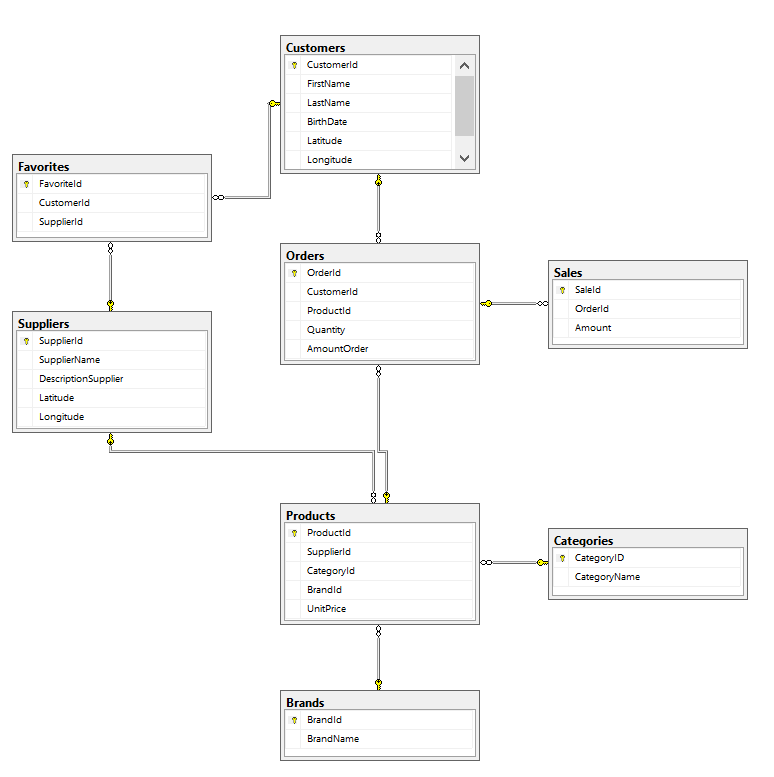 Customers
CustomerId
FirstName
LastName
BirthDate
Latitude
Longitude
Favorites
FavoriteId
CustomerId
SupplierId
Orders
OrderId
CustomerId
ProductId
Quantity
AmountOrder
Sales
SaleId
OrderId
Amount
Suppliers
SupplierId
SupplierName
DescriptionSupplier
Latitude
Longitude
Products
ProductId
SupplierId
CategoryId
BrandId
UnitPrice
Categories
CategoryID
CategoryName
Brands
BrandId
BrandName